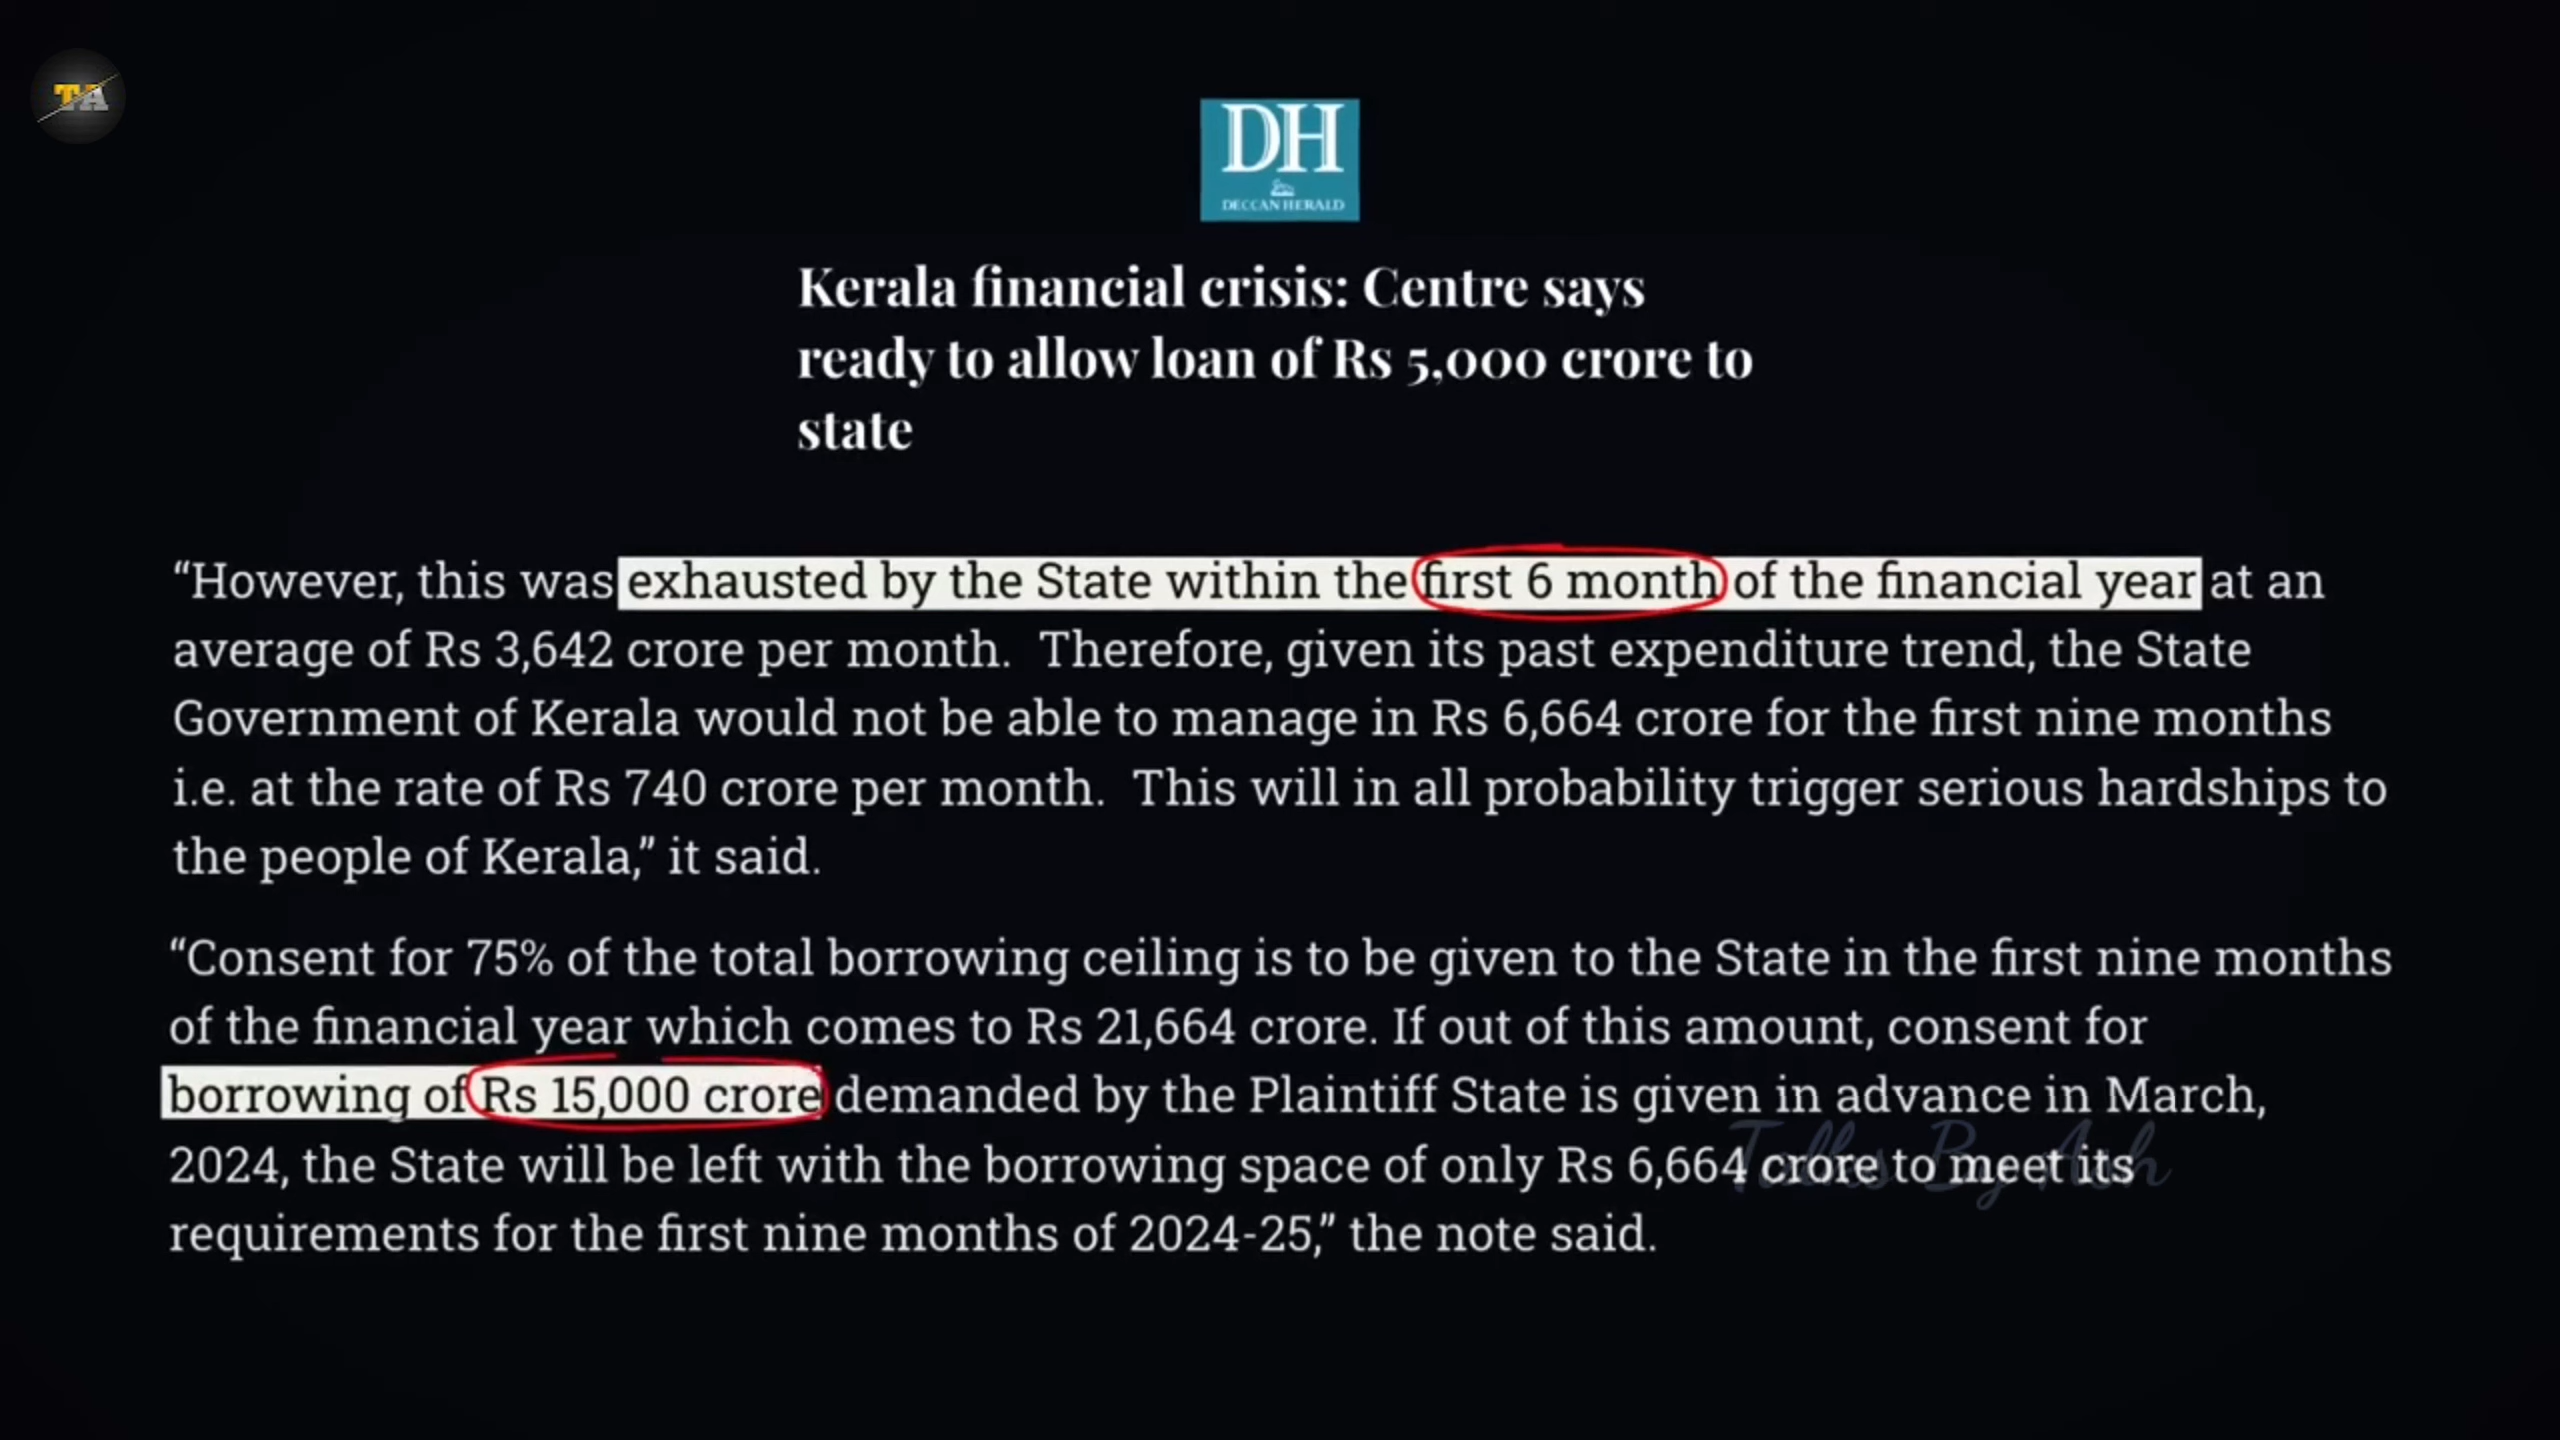 TA
DH
DECCAN HERALD
Kerala financial crisis: Centre says
ready to allow loan of Rs 5,000 crore to
state
“However, this was exhausted by the State within the first 6 month of the financial year at an
average of Rs 3,642 crore per month. Therefore, given its past expenditure trend, the State
Government of Kerala would not be able to manage in Rs 6,664 crore for the first nine months
i.e. at the rate of Rs 740 crore per month. This will in all probability trigger serious hardships to
the people of Kerala,” it said.
“Consent for 75% of the total borrowing ceiling is to be given to the State in the first nine months
of the financial year which comes to Rs 21,664 crore. If out of this amount, consent for
borrowing of Rs 15,000 crore demanded by the Plaintiff State is given in advance in March,
2024, the State will be left with the borrowing space of only Rs 6,664 crore to meet its
requirements for the first nine months of 2024-25,” the note said.
Talks By Ash